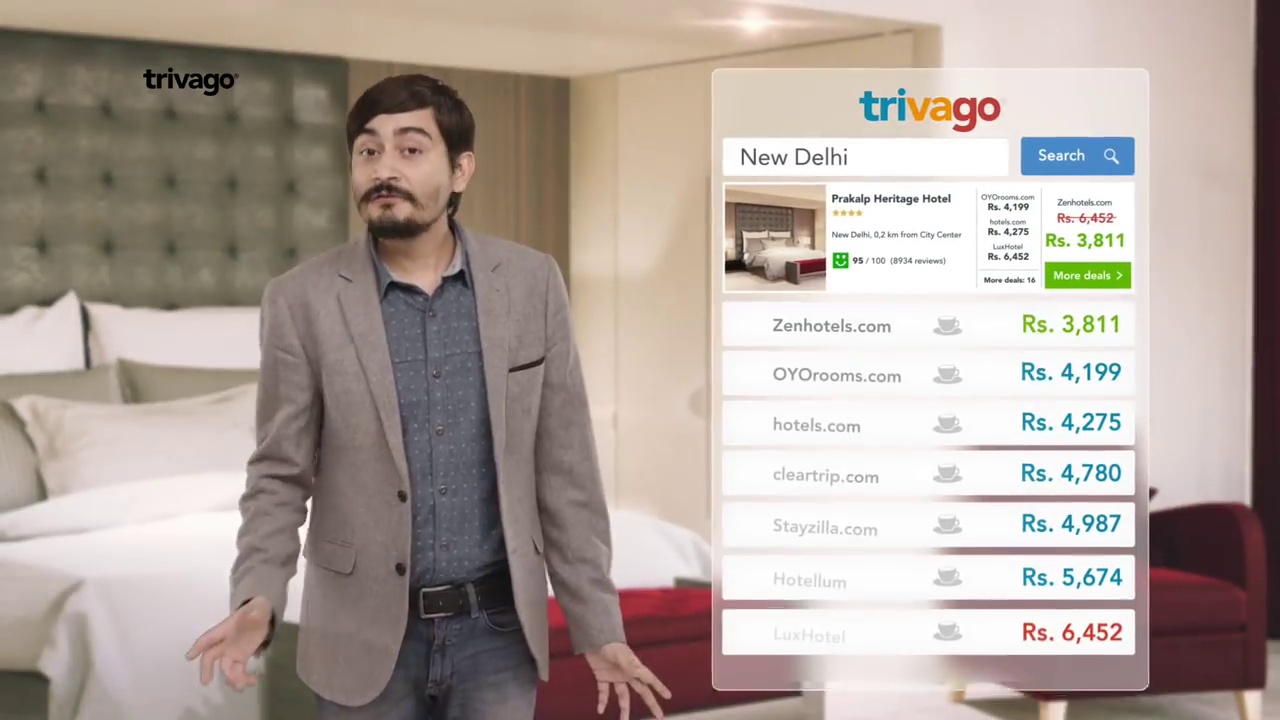 trivago
trivago
New Delhi
Search
Prakalp Heritage Hotel
New Delhi, 0,2 km from City Center
95 / 100 (8934 reviews)
OYOrooms.com
Rs. 4,199
hotels.com
Rs. 4,275
LuxHotel
Rs. 6,452
More deals: 16
Zenhotels.com
Rs. 6,452
Rs. 3,811
More deals >
Zenhotels.com Rs. 3,811
OYOrooms.com Rs. 4,199
hotels.com Rs. 4,275
cleartrip.com Rs. 4,780
Stayzilla.com Rs. 4,987
Hotellum Rs. 5,674
LuxHotel Rs. 6,452